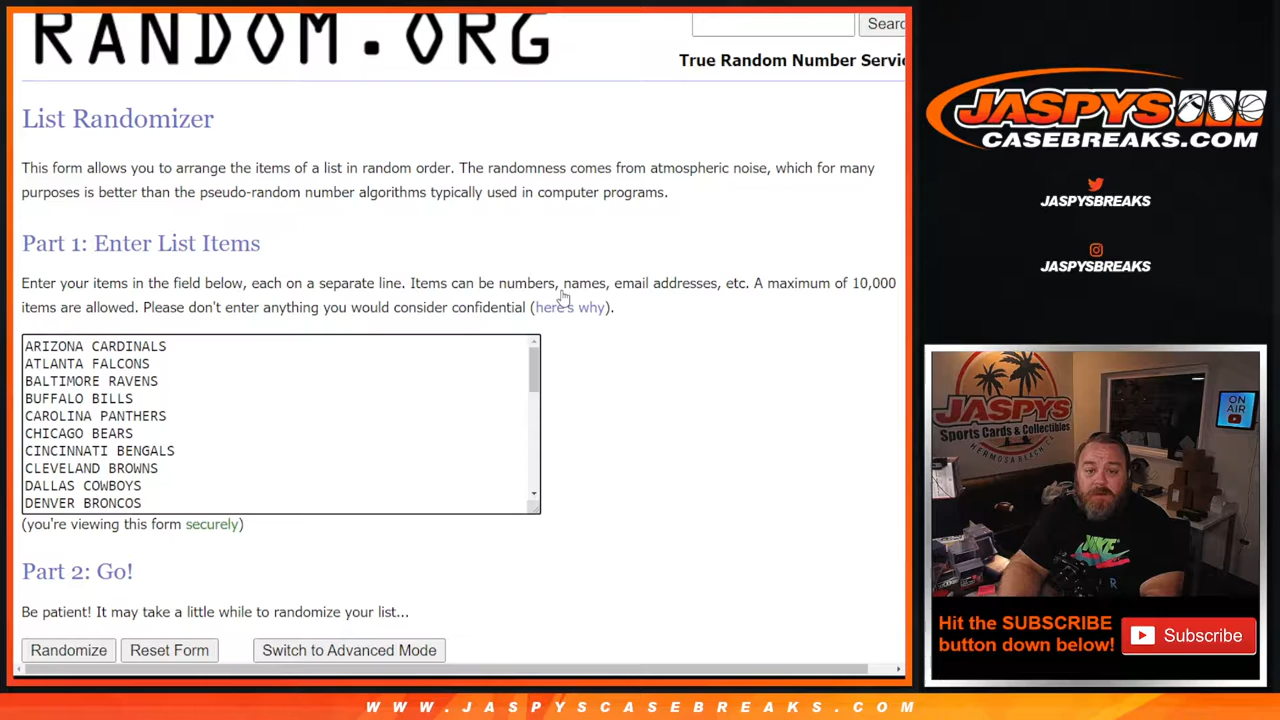 RANDOM.ORG
Searc
True Random Number Servic
List Randomizer
This form allows you to arrange the items of a list in random order. The randomness comes from atmospheric noise, which for many
purposes is better than the pseudo-random number algorithms typically used in computer programs.
Part 1: Enter List Items
Enter your items in the field below, each on a separate line. Items can be numbers, names, email addresses, etc. A maximum of 10,000
items are allowed. Please don't enter anything you would consider confidential (here's why).
ARIZONA CARDINALS
ATLANTA FALCONS
BALTIMORE RAVENS
BUFFALO BILLS
CAROLINA PANTHERS
CHICAGO BEARS
CINCINNATI BENGALS
CLEVELAND BROWNS
DALLAS COWBOYS
DENVER BRONCOS
(you're viewing this form securely)
Part 2: Go!
Be patient! It may take a little while to randomize your list...
Randomize
Reset Form
Switch to Advanced Mode
JASPYS
CASEBREAKS.COM
JASPYSBREAKS
JASPYSBREAKS
JASPYS
Sports Cards & Collectibles
HERMOSA BEACH, CA
ON
AIR
NIKE
Hit the SUBSCRIBE
button down below!
Subscribe
WWW.JASPYSCASEBREAKS.COM